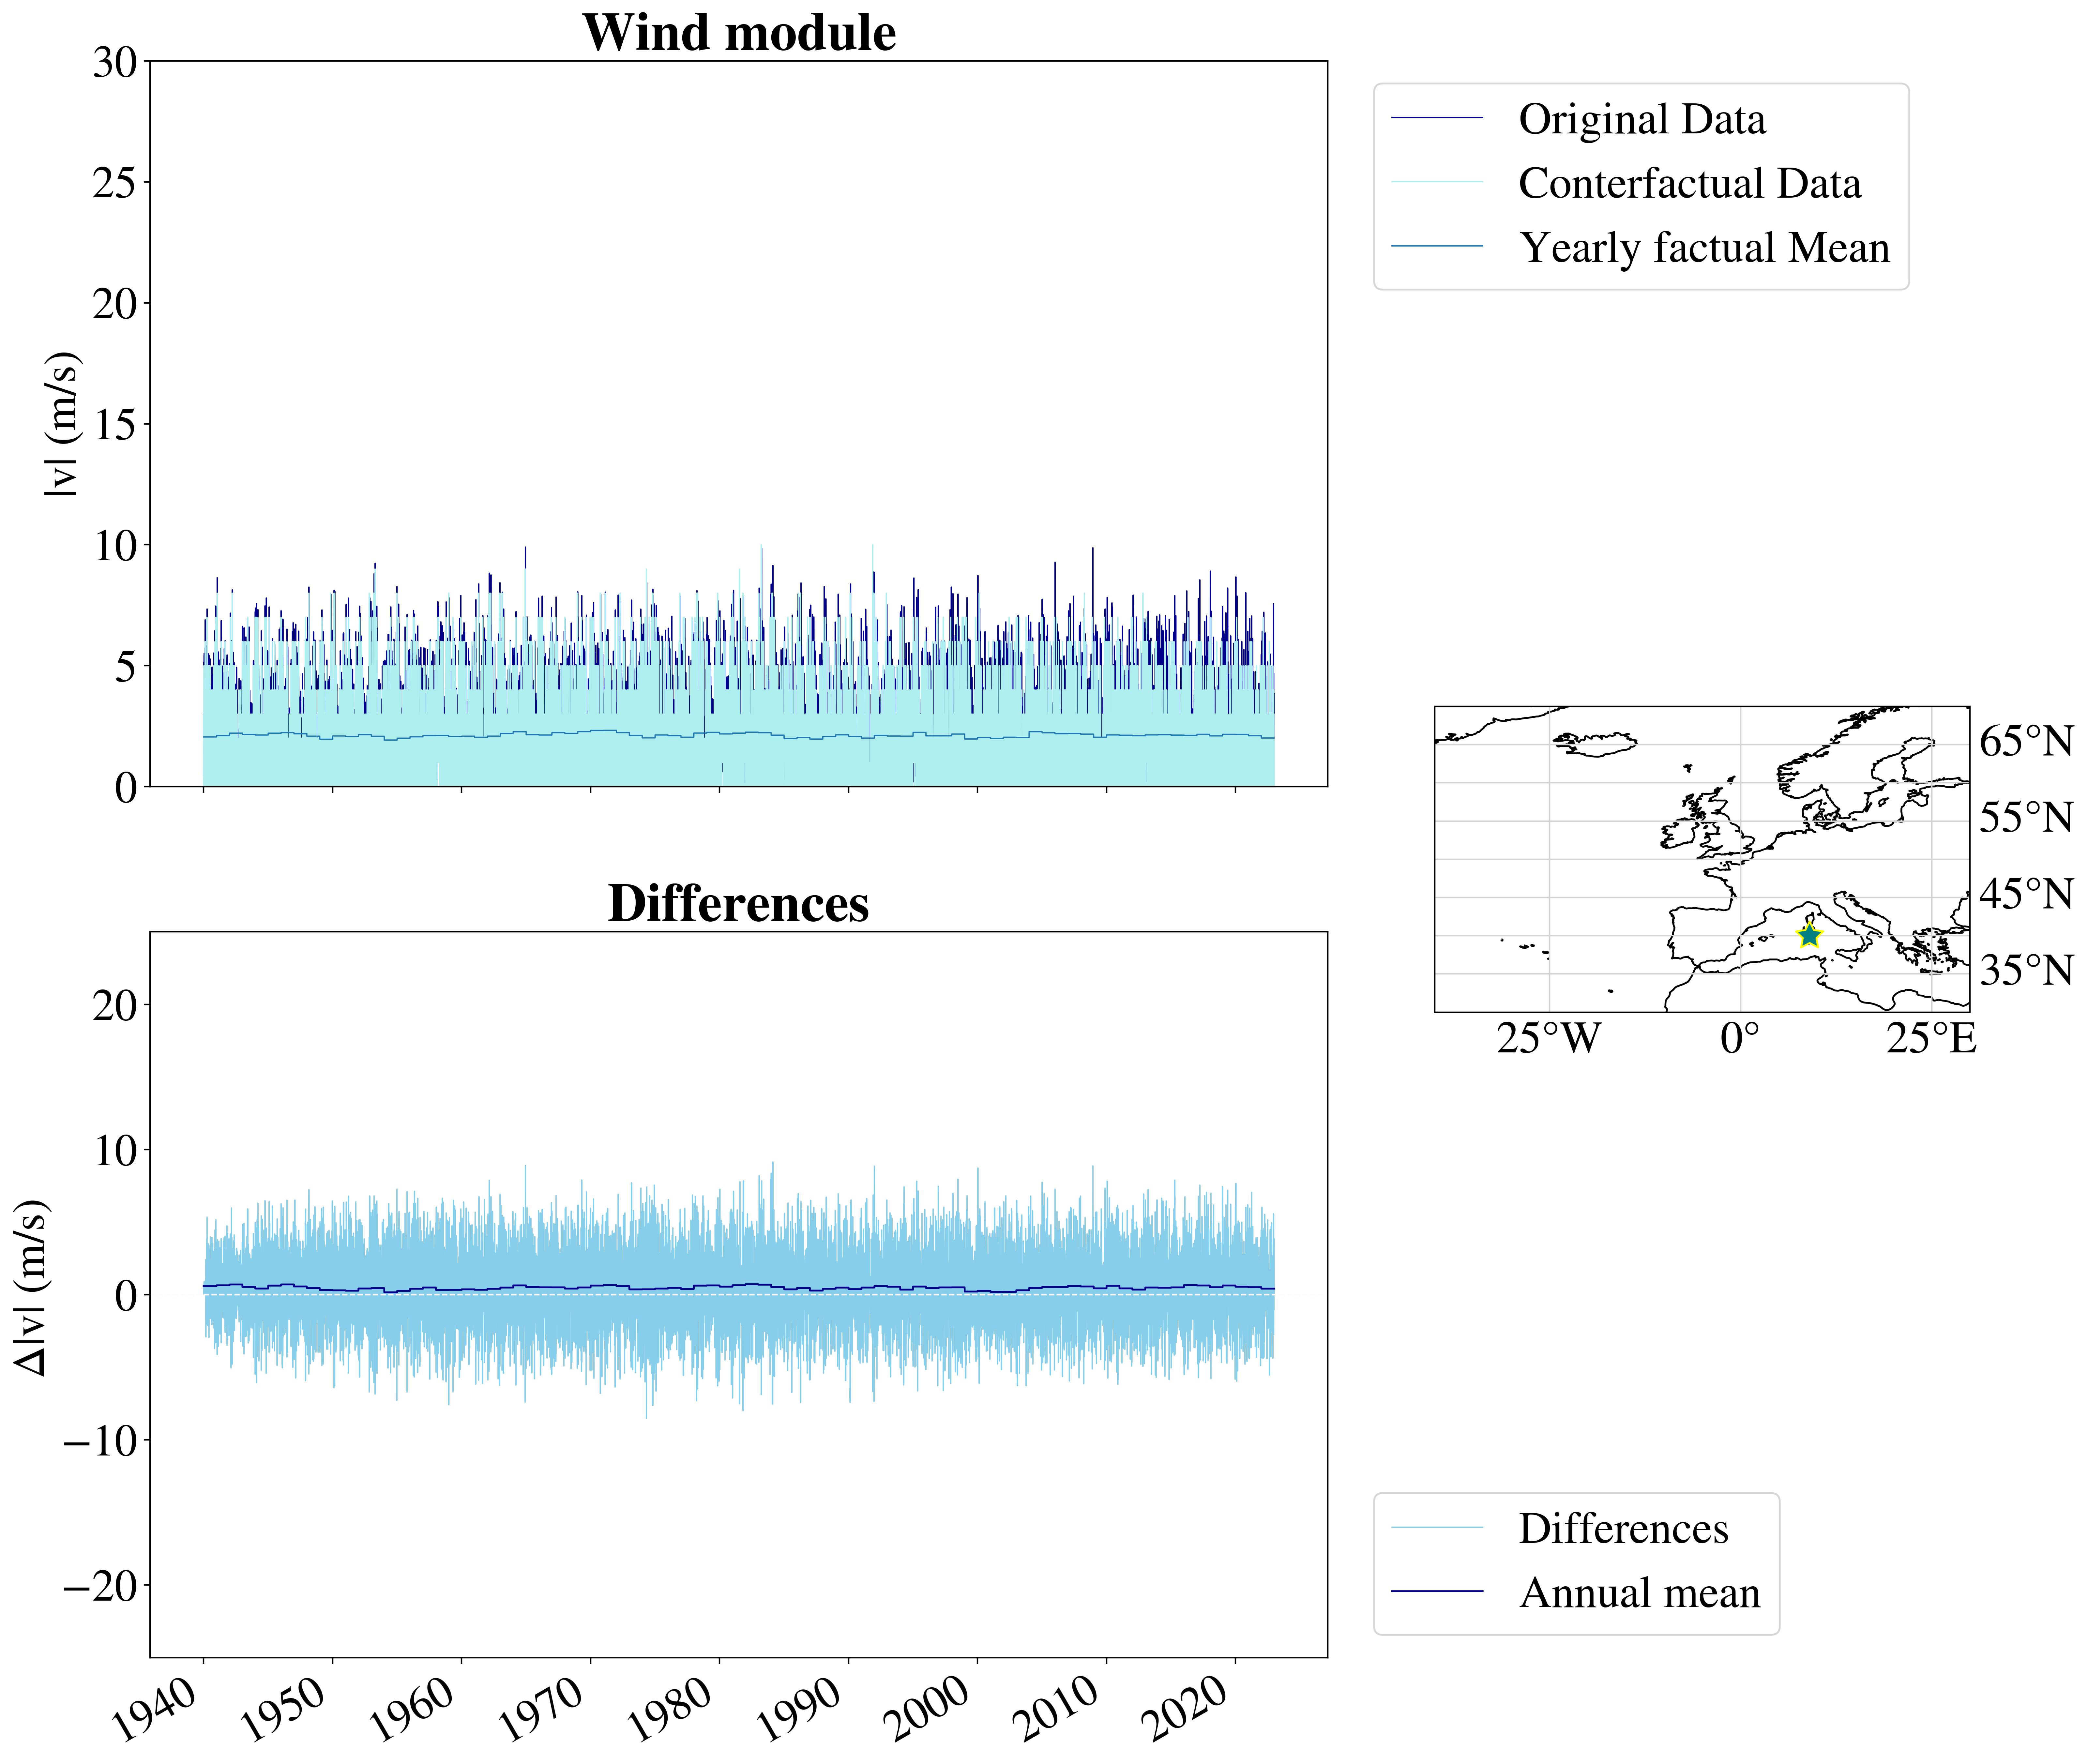 Wind module
30
25
20
15
10
5
0
|v| (m/s)
Original Data
Conterfactual Data
Yearly factual Mean
65°N
55°N
45°N
35°N
25°W 0° 25°E
Differences
20
10
0
−10
−20
Δ|v| (m/s)
1940 1950 1960 1970 1980 1990 2000 2010 2020
Differences
Annual mean